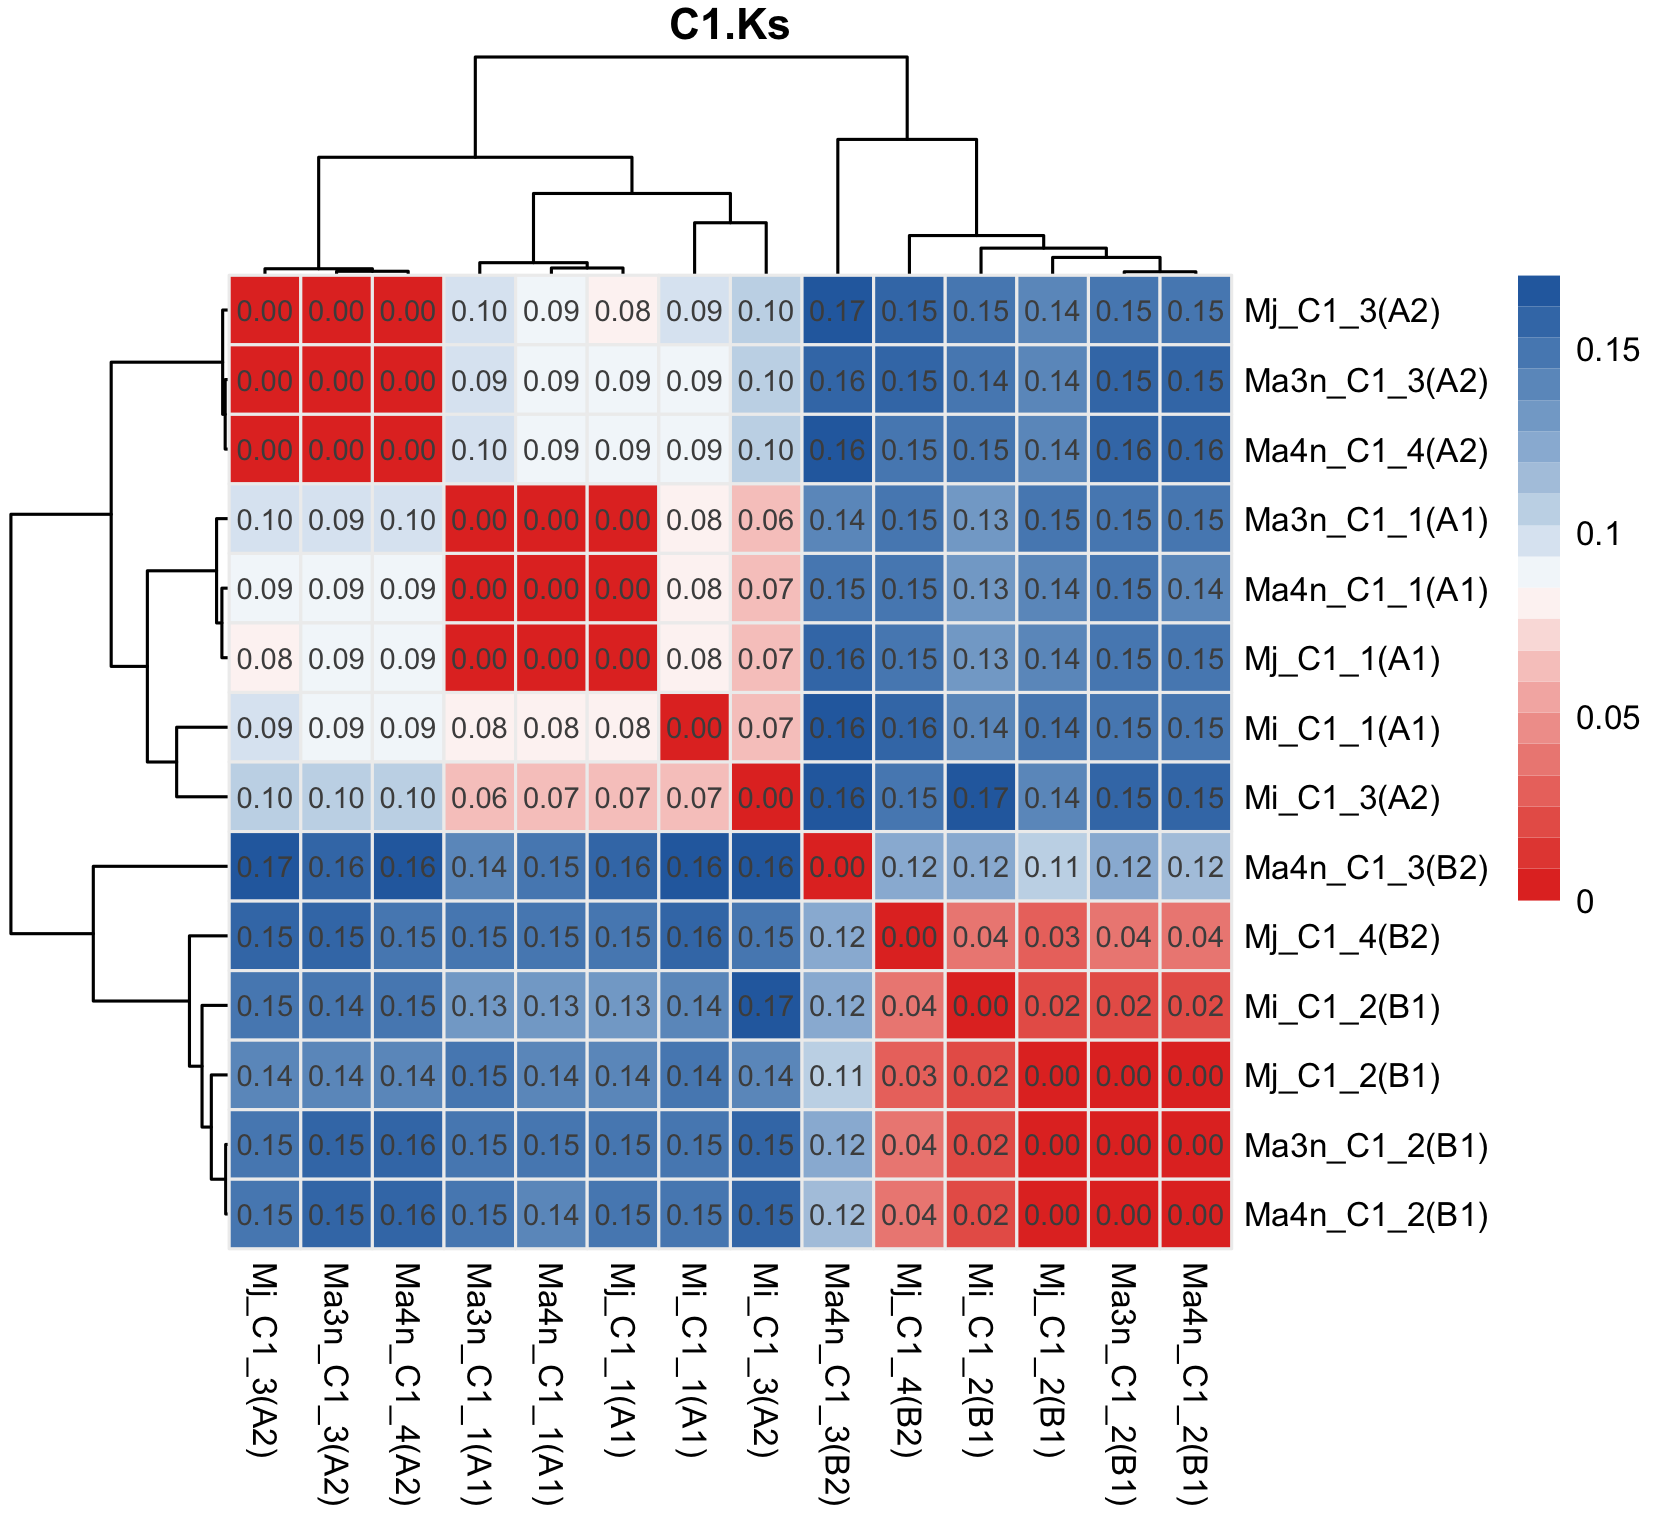 C1.Ks
0.00 0.00 0.00 0.10 0.09 0.08 0.09 0.10 0.17 0.15 0.15 0.14 0.15 0.15 Mj_C1_3(A2)
0.00 0.00 0.00 0.09 0.09 0.09 0.09 0.10 0.16 0.15 0.14 0.14 0.15 0.15 Ma3n_C1_3(A2)
0.00 0.00 0.00 0.10 0.09 0.09 0.09 0.10 0.16 0.15 0.15 0.14 0.16 0.16 Ma4n_C1_4(A2)
0.10 0.09 0.10 0.00 0.00 0.00 0.08 0.06 0.14 0.15 0.13 0.15 0.15 0.15 Ma3n_C1_1(A1)
0.09 0.09 0.09 0.00 0.00 0.00 0.08 0.07 0.15 0.15 0.13 0.14 0.15 0.14 Ma4n_C1_1(A1)
0.08 0.09 0.09 0.00 0.00 0.00 0.08 0.07 0.16 0.15 0.13 0.14 0.15 0.15 Mj_C1_1(A1)
0.09 0.09 0.09 0.08 0.08 0.08 0.00 0.07 0.16 0.16 0.14 0.14 0.15 0.15 Mi_C1_1(A1)
0.10 0.10 0.10 0.06 0.07 0.07 0.07 0.00 0.16 0.15 0.17 0.14 0.15 0.15 Mi_C1_3(A2)
0.17 0.16 0.16 0.14 0.15 0.16 0.16 0.16 0.00 0.12 0.12 0.11 0.12 0.12 Ma4n_C1_3(B2)
0.15 0.15 0.15 0.15 0.15 0.15 0.16 0.15 0.12 0.00 0.04 0.03 0.04 0.04 Mj_C1_4(B2)
0.15 0.14 0.15 0.13 0.13 0.13 0.14 0.17 0.12 0.04 0.00 0.02 0.02 0.02 Mi_C1_2(B1)
0.14 0.14 0.14 0.15 0.14 0.14 0.14 0.14 0.11 0.03 0.02 0.00 0.00 0.00 Mj_C1_2(B1)
0.15 0.15 0.16 0.15 0.15 0.15 0.15 0.15 0.12 0.04 0.02 0.00 0.00 0.00 Ma3n_C1_2(B1)
0.15 0.15 0.16 0.15 0.14 0.15 0.15 0.15 0.12 0.04 0.02 0.00 0.00 0.00 Ma4n_C1_2(B1)
Mj_C1_3(A2)
Ma3n_C1_3(A2)
Ma4n_C1_4(A2)
Ma3n_C1_1(A1)
Ma4n_C1_1(A1)
Mj_C1_1(A1)
Mi_C1_1(A1)
Mi_C1_3(A2)
Ma4n_C1_3(B2)
Mj_C1_4(B2)
Mi_C1_2(B1)
Mj_C1_2(B1)
Ma3n_C1_2(B1)
Ma4n_C1_2(B1)
0.15
0.1
0.05
0